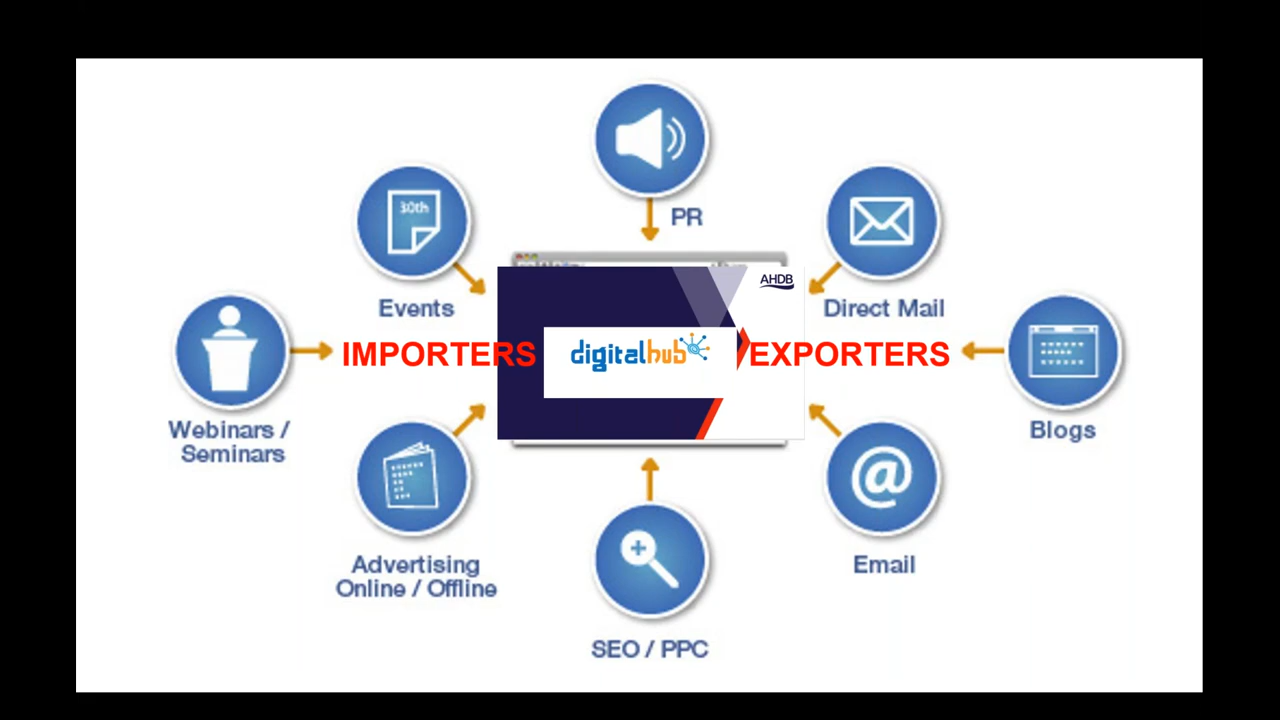 PR
30th
Events
Direct Mail
AHDB
IMPORTERS
digitalhub
EXPORTERS
Webinars /
Seminars
Blogs
@
Advertising
Online / Offline
Email
SEO / PPC